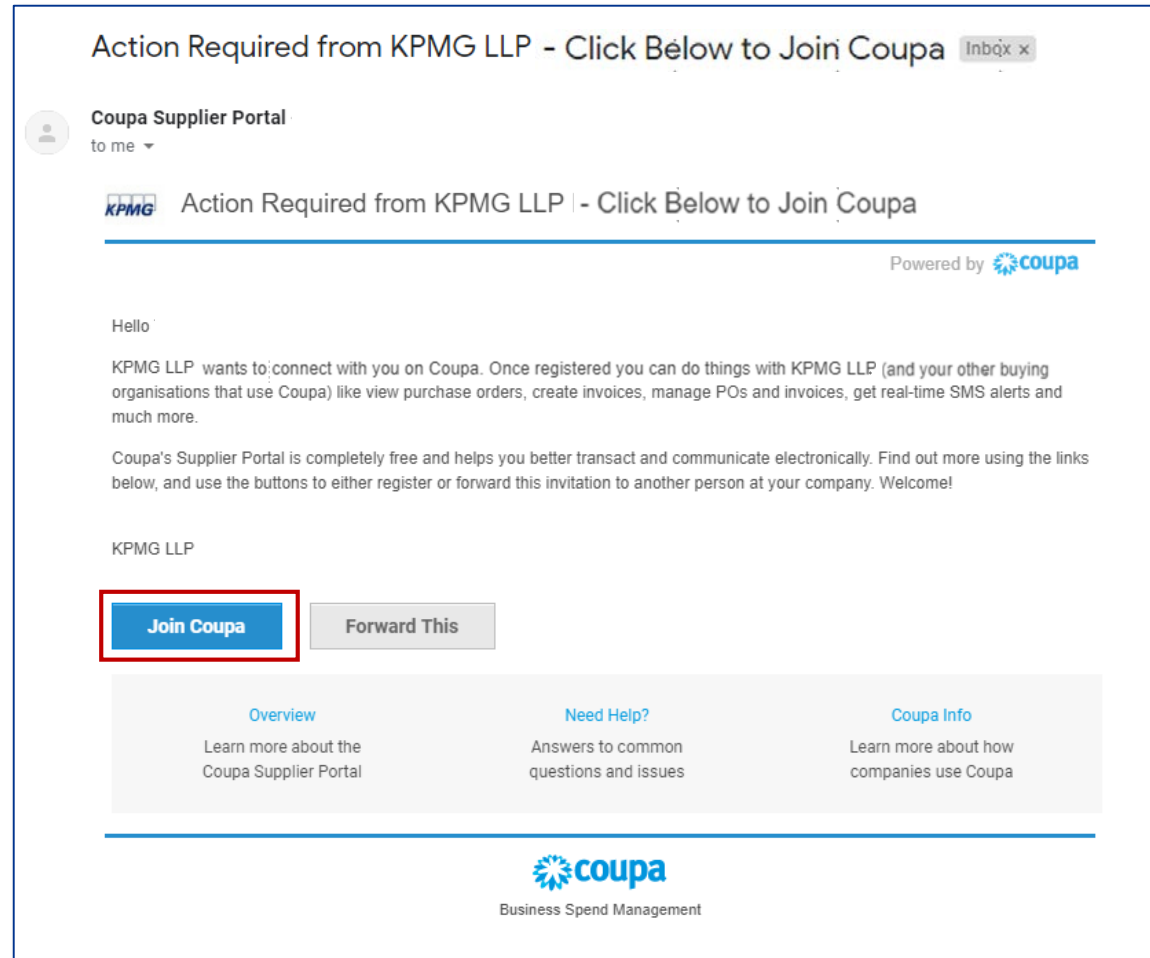 Action Required from KPMG LLP - Click Below to Join Coupa Inbox x
Coupa Supplier Portal
to me
KPMG Action Required from KPMG LLP - Click Below to Join Coupa
Powered by coupa
Hello
KPMG LLP wants to connect with you on Coupa. Once registered you can do things with KPMG LLP (and your other buying
organisations that use Coupa) like view purchase orders, create invoices, manage POs and invoices, get real-time SMS alerts and
much more.
Coupa's Supplier Portal is completely free and helps you better transact and communicate electronically. Find out more using the links
below, and use the buttons to either register or forward this invitation to another person at your company. Welcome!
KPMG LLP
Join Coupa Forward This
Overview Need Help? Coupa Info
Learn more about the Answers to common Learn more about how
Coupa Supplier Portal questions and issues companies use Coupa
coupa
Business Spend Management